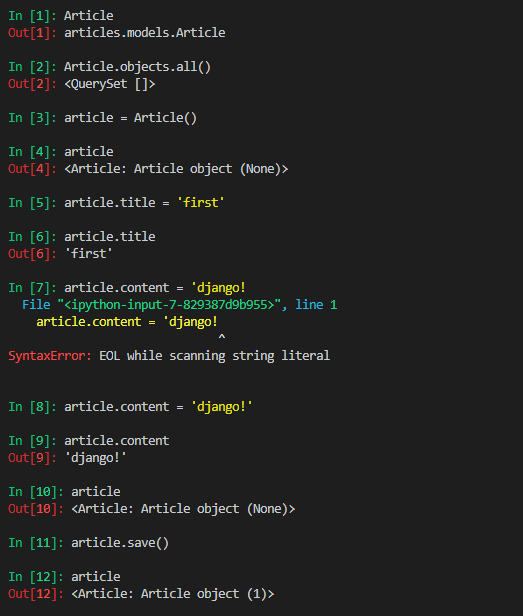 In [1]: Article
Out[1]: articles.models.Article
In [2]: Article.objects.all()
Out[2]: <QuerySet []>
In [3]: article = Article()
In [4]: article
Out[4]: <Article: Article object (None)>
In [5]: article.title = 'first'
In [6]: article.title
Out[6]: 'first'
In [7]: article.content = 'django!
File "<ipython-input-7-829387d9b955>", line 1
article.content = 'django!
^
SyntaxError: EOL while scanning string literal
In [8]: article.content = 'django!'
In [9]: article.content
Out[9]: 'django!'
In [10]: article
Out[10]: <Article: Article object (None)>
In [11]: article.save()
In [12]: article
Out[12]: <Article: Article object (1)>